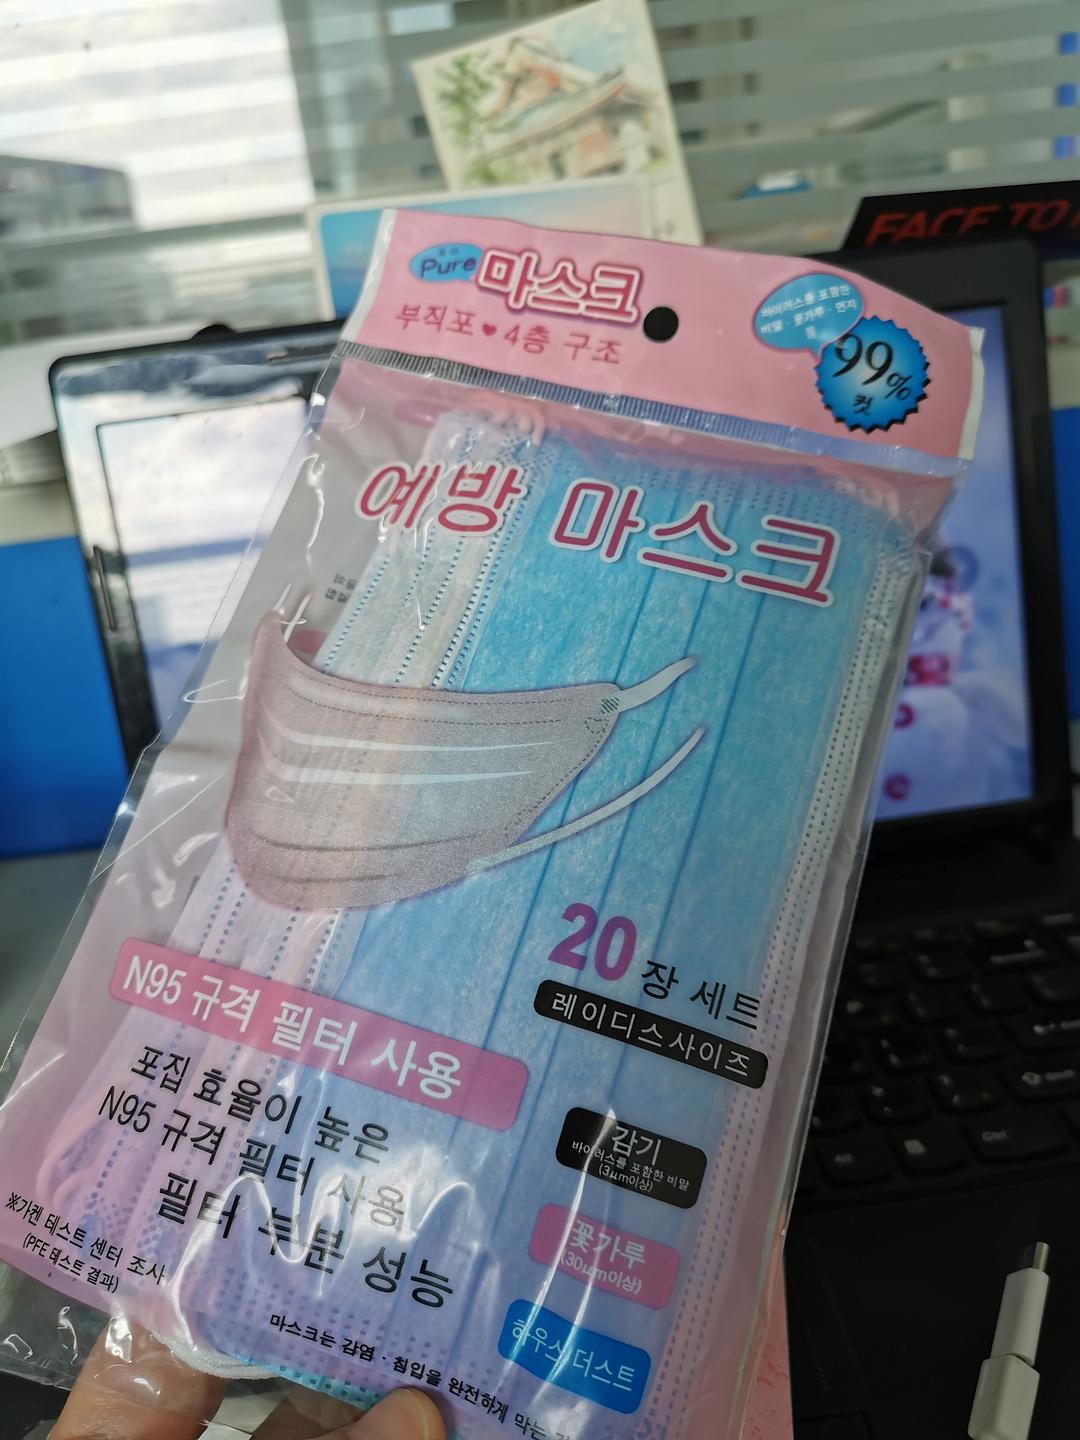 FACE TO
퓨어
Pure 마스크
부직포 ♥ 4층 구조
바이러스를 포함한
비말 · 꽃가루 · 먼지
등
99%
컷
예방 마스크
20 장 세트
레이디스사이즈
N95 규격 필터 사용
포집 효율이 높은
N95 규격 필터 사용
필터 부분 성능
※가켄 테스트 센터 조사
(PFE 테스트 결과)
감기
바이러스를 포함한 비말
(3μm이상)
꽃가루
(30μm이상)
하우스더스트
마스크는 감염 · 침입을 완전하게 막는
Alt
Ctrl